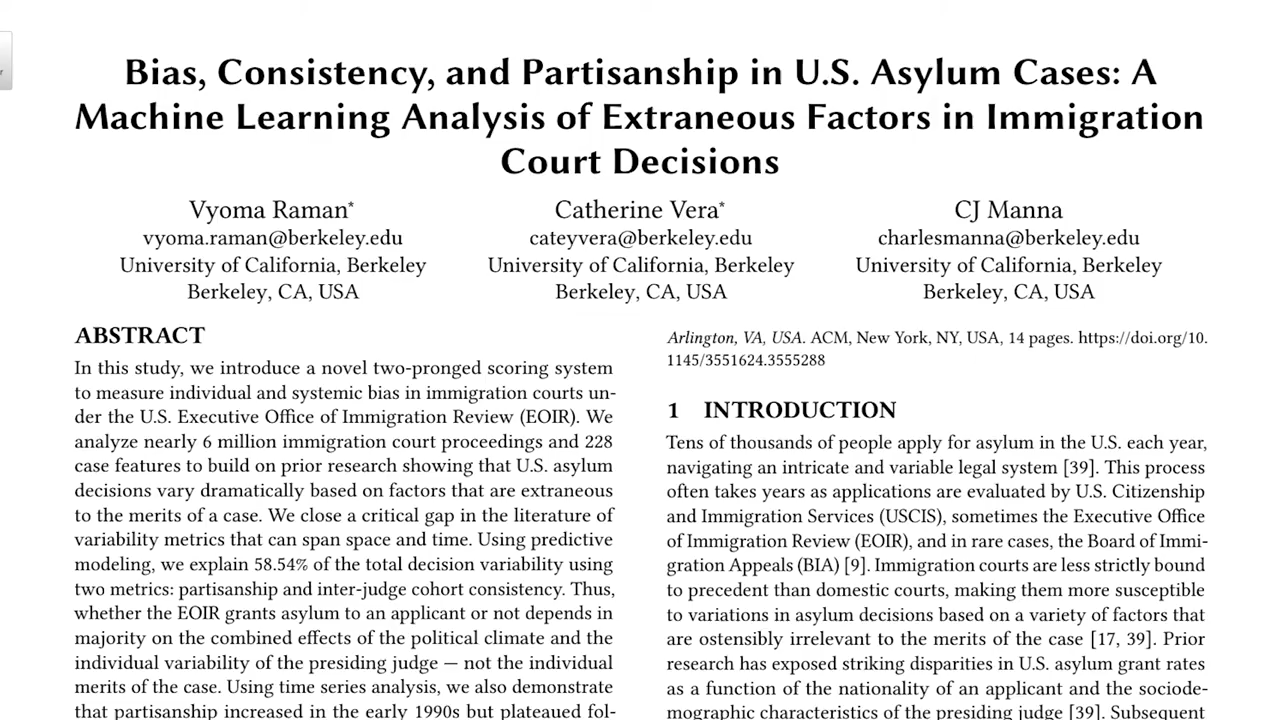 Bias, Consistency, and Partisanship in U.S. Asylum Cases: A
Machine Learning Analysis of Extraneous Factors in Immigration
Court Decisions
Vyoma Raman*
vyoma.raman@berkeley.edu
University of California, Berkeley
Berkeley, CA, USA
Catherine Vera*
cateyvera@berkeley.edu
University of California, Berkeley
Berkeley, CA, USA
CJ Manna
charlesmanna@berkeley.edu
University of California, Berkeley
Berkeley, CA, USA
ABSTRACT
In this study, we introduce a novel two-pronged scoring system
to measure individual and systemic bias in immigration courts un-
der the U.S. Executive Office of Immigration Review (EOIR). We
analyze nearly 6 million immigration court proceedings and 228
case features to build on prior research showing that U.S. asylum
decisions vary dramatically based on factors that are extraneous
to the merits of a case. We close a critical gap in the literature of
variability metrics that can span space and time. Using predictive
modeling, we explain 58.54% of the total decision variability using
two metrics: partisanship and inter-judge cohort consistency. Thus,
whether the EOIR grants asylum to an applicant or not depends in
majority on the combined effects of the political climate and the
individual variability of the presiding judge — not the individual
merits of the case. Using time series analysis, we also demonstrate
that partisanship increased in the early 1990s but plateaued fol-
Arlington, VA, USA. ACM, New York, NY, USA, 14 pages. https://doi.org/10.
1145/3551624.3555288
1 INTRODUCTION
Tens of thousands of people apply for asylum in the U.S. each year,
navigating an intricate and variable legal system [39]. This process
often takes years as applications are evaluated by U.S. Citizenship
and Immigration Services (USCIS), sometimes the Executive Office
of Immigration Review (EOIR), and in rare cases, the Board of Immi-
gration Appeals (BIA) [9]. Immigration courts are less strictly bound
to precedent than domestic courts, making them more susceptible
to variations in asylum decisions based on a variety of factors that
are ostensibly irrelevant to the merits of the case [17, 39]. Prior
research has exposed striking disparities in U.S. asylum grant rates
as a function of the nationality of an applicant and the sociode-
mographic characteristics of the presiding judge [39]. Subsequent